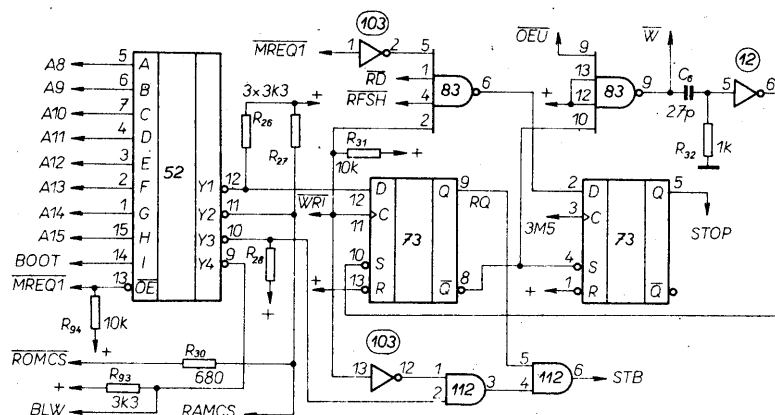 103
MREQ1 1 2 5
RD 1
RFSH 4
2
83 6
OEU 9
13
12
10
83 9
W
C6
27p
12
5 6
R32 1k
A8 5 A
A9 6 B
A10 7 C
A11 4 D
A12 3 E
A13 2 F
A14 1 G
A15 15 H
BOOT 14 I
MREQ1 13 OE
52
Y1 12
Y2 11
Y3 10
Y4 9
3×3k3
+
R26
R27
R28
+
R31
10k
+
WR1
12 D Q 9 RQ
11 C
73
10 S
+ 13 R Q 8
2 D Q 5
3M5 3 C
73
4 S
+ 1 R Q
STOP
R94 10k
+
ROMCS
R30
680
+ R93
3k3
BLW
RAMCS
103
13 12 1
2
112 3
5
4
112 6 STB